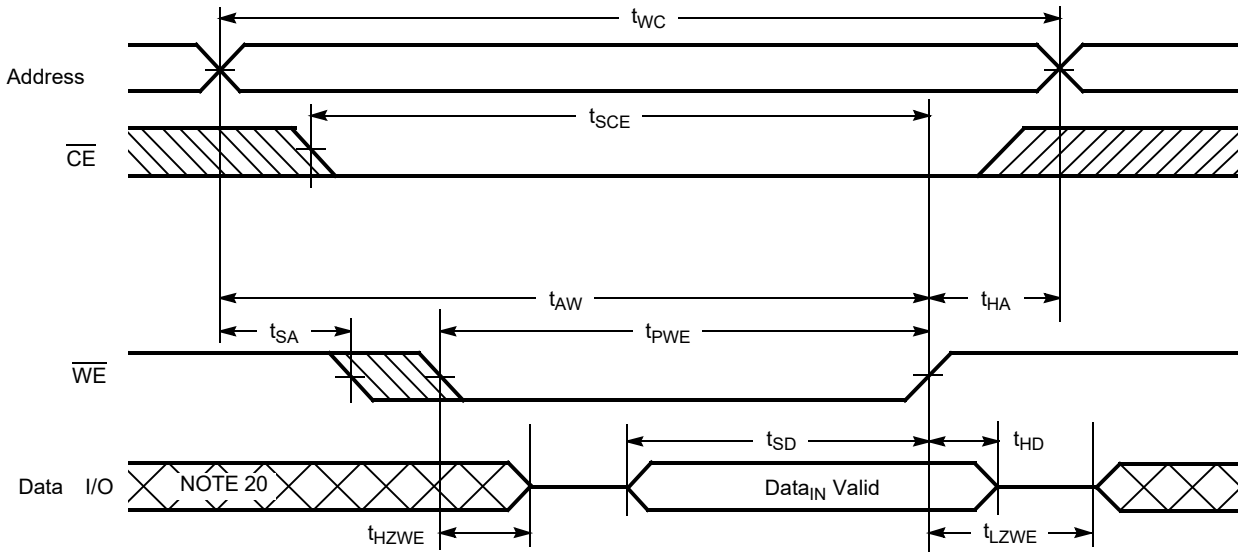 tWC
Address
tSCE
CE
tAW
tHA
tSA
tPWE
WE
tSD
tHD
Data I/O
NOTE 20
DataIN Valid
tHZWE
tLZWE